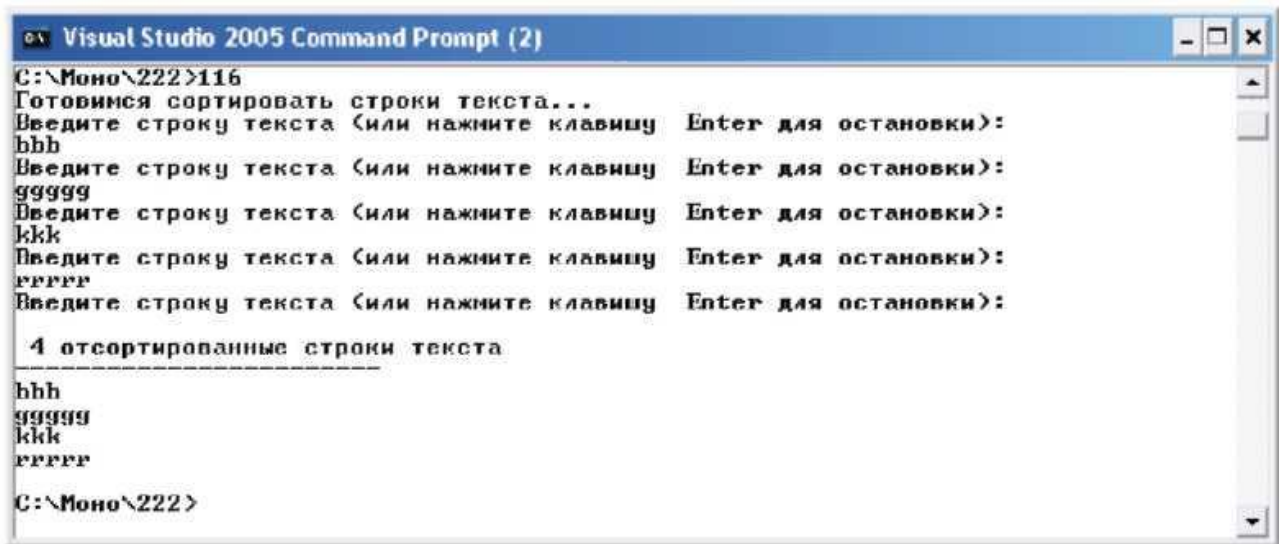 Visual Studio 2005 Command Prompt (2)
C:\Моно\222>116
Готовимся сортировать строки текста...
Введите строку текста (или нажмите клавишу  Enter для остановки):
bbb
Введите строку текста (или нажмите клавишу  Enter для остановки):
ggggg
Введите строку текста (или нажмите клавишу  Enter для остановки):
kkk
Введите строку текста (или нажмите клавишу  Enter для остановки):
rrrrr
Введите строку текста (или нажмите клавишу  Enter для остановки):
4 отсортированные строки текста
-------------------------
bbb
ggggg
kkk
rrrrr
C:\Моно\222>